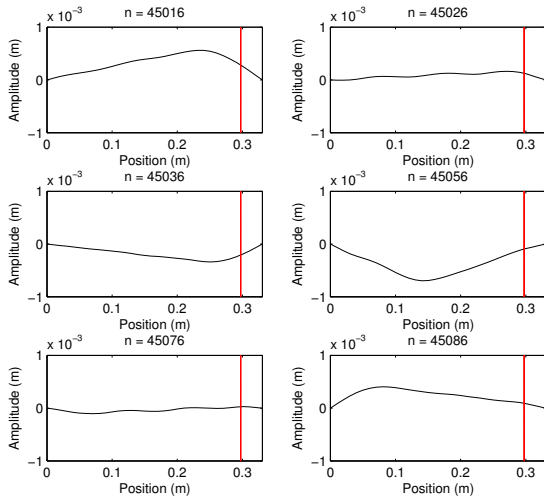 x 10⁻³ n = 45016
1
0
−1
Amplitude (m)
0 0.1 0.2 0.3
Position (m)
x 10⁻³ n = 45026
1
0
−1
Amplitude (m)
0 0.1 0.2 0.3
Position (m)
x 10⁻³ n = 45036
1
0
−1
Amplitude (m)
0 0.1 0.2 0.3
Position (m)
x 10⁻³ n = 45056
1
0
−1
Amplitude (m)
0 0.1 0.2 0.3
Position (m)
x 10⁻³ n = 45076
1
0
−1
Amplitude (m)
0 0.1 0.2 0.3
Position (m)
x 10⁻³ n = 45086
1
0
−1
Amplitude (m)
0 0.1 0.2 0.3
Position (m)